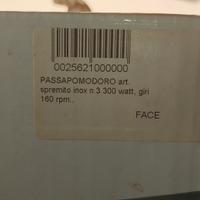 0025621000000
PASSAPOMODORO art.
spremito inox n.3 300 watt, giri
160 rpm..
FACE